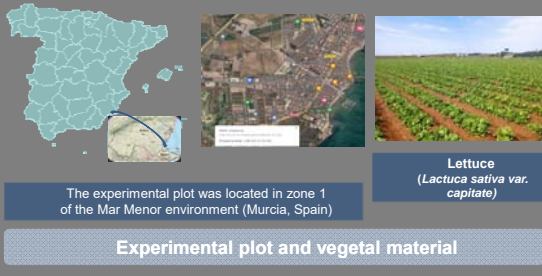 Lettuce
(Lactuca sativa var.
capitate)
The experimental plot was located in zone 1
of the Mar Menor environment (Murcia, Spain)
Experimental plot and vegetal material